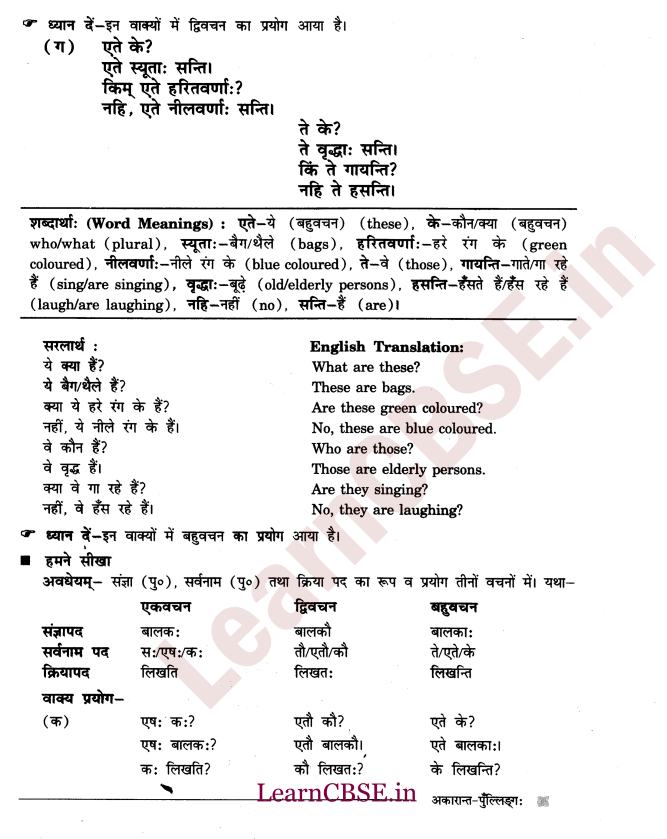 ☞ ध्यान दें–इन वाक्यों में द्विवचन का प्रयोग आया है।
(ग) एते के?
एते स्यूताः सन्ति।
किम् एते हरितवर्णाः?
नहि, एते नीलवर्णाः सन्ति।
ते के?
ते वृद्धाः सन्ति।
किं ते गायन्ति?
नहि ते हसन्ति।
शब्दार्थाः (Word Meanings) : एते–ये (बहुवचन) (these), के–कौन/क्या (बहुवचन)
who/what (plural), स्यूताः–बैग/थैले (bags), हरितवर्णाः–हरे रंग के (green
coloured), नीलवर्णाः–नीले रंग के (blue coloured), ते–वे (those), गायन्ति–गाते/गा रहे
हैं (sing/are singing), वृद्धाः–बूढ़े (old/elderly persons), हसन्ति–हँसते हैं/हँस रहे हैं
(laugh/are laughing), नहि–नहीं (no), सन्ति–हैं (are)।
सरलार्थ : English Translation:
ये क्या हैं? What are these?
ये बैग/थैले हैं? These are bags.
क्या ये हरे रंग के हैं? Are these green coloured?
नहीं, ये नीले रंग के हैं। No, these are blue coloured.
वे कौन हैं? Who are those?
वे वृद्ध हैं। Those are elderly persons.
क्या वे गा रहे हैं? Are they singing?
नहीं, वे हँस रहे हैं। No, they are laughing?
☞ ध्यान दें–इन वाक्यों में बहुवचन का प्रयोग आया है।
■ हमने सीखा
अवधेयम्– संज्ञा (पु०), सर्वनाम (पु०) तथा क्रिया पद का रूप व प्रयोग तीनों वचनों में। यथा–
एकवचन द्विवचन बहुवचन
संज्ञापद बालकः बालकौ बालकाः
सर्वनाम पद सः/एषः/कः तौ/एतौ/कौ ते/एते/के
क्रियापद लिखति लिखतः लिखन्ति
वाक्य प्रयोग–
(क) एषः कः? एतौ कौ? एते के?
एषः बालकः? एतौ बालकौ। एते बालकाः।
कः लिखति? कौ लिखतः? के लिखन्ति?
LearnCBSE.in अकारान्त-पुँल्लिङ्गः
LearnCBSE.in